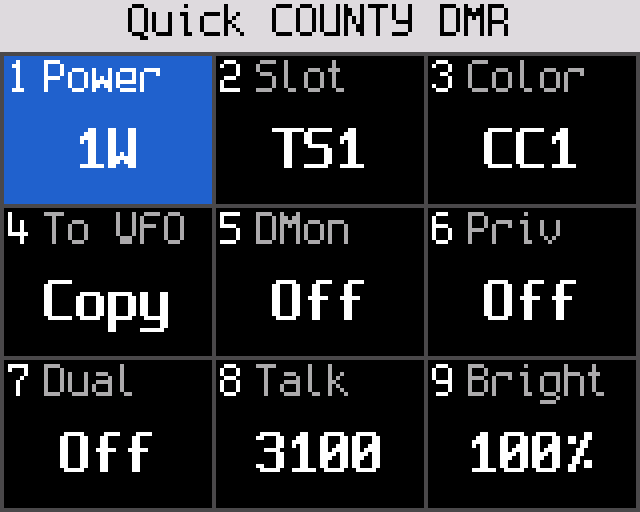 Quick COUNTY DMR
1 Power 2 Slot 3 Color
1W TS1 CC1
4 To VFO 5 DMon 6 Priv
Copy Off Off
7 Dual 8 Talk 9 Bright
Off 3100 100%